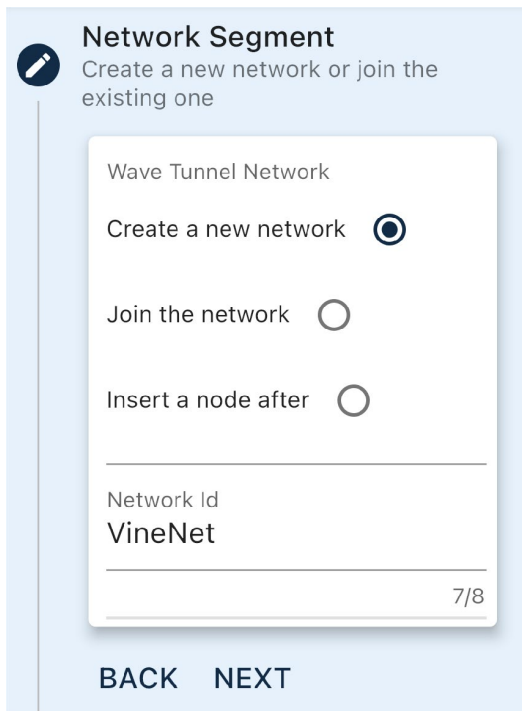 Network Segment
Create a new network or join the
existing one
Wave Tunnel Network
Create a new network
Join the network
Insert a node after
Network Id
VineNet
7/8
BACK NEXT